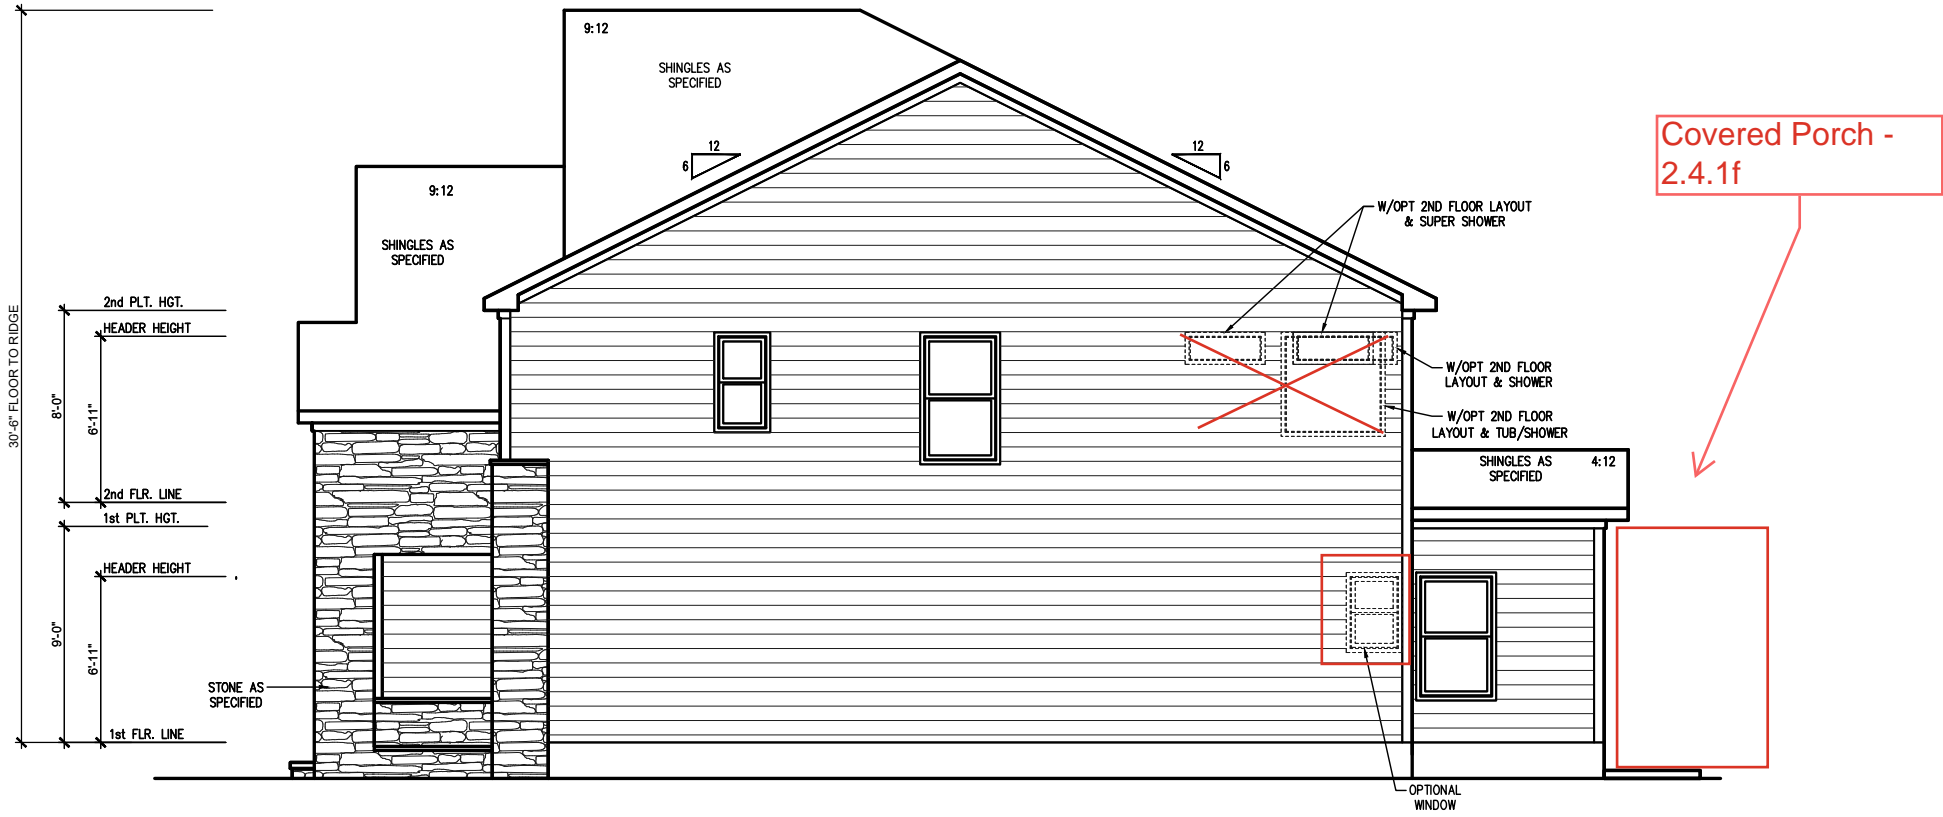 9:12
SHINGLES AS
SPECIFIED
Covered Porch -
2.4.1f
12
6
12
6
9:12
W/OPT 2ND FLOOR LAYOUT
& SUPER SHOWER
SHINGLES AS
SPECIFIED
30'-6" FLOOR TO RIDGE
2nd PLT. HGT.
HEADER HEIGHT
8'-0"
6'-11"
W/OPT 2ND FLOOR
LAYOUT & SHOWER
W/OPT 2ND FLOOR
LAYOUT & TUB/SHOWER
SHINGLES AS
SPECIFIED
4:12
2nd FLR. LINE
1st PLT. HGT.
HEADER HEIGHT
9'-0"
6'-11"
STONE AS
SPECIFIED
1st FLR. LINE
OPTIONAL
WINDOW